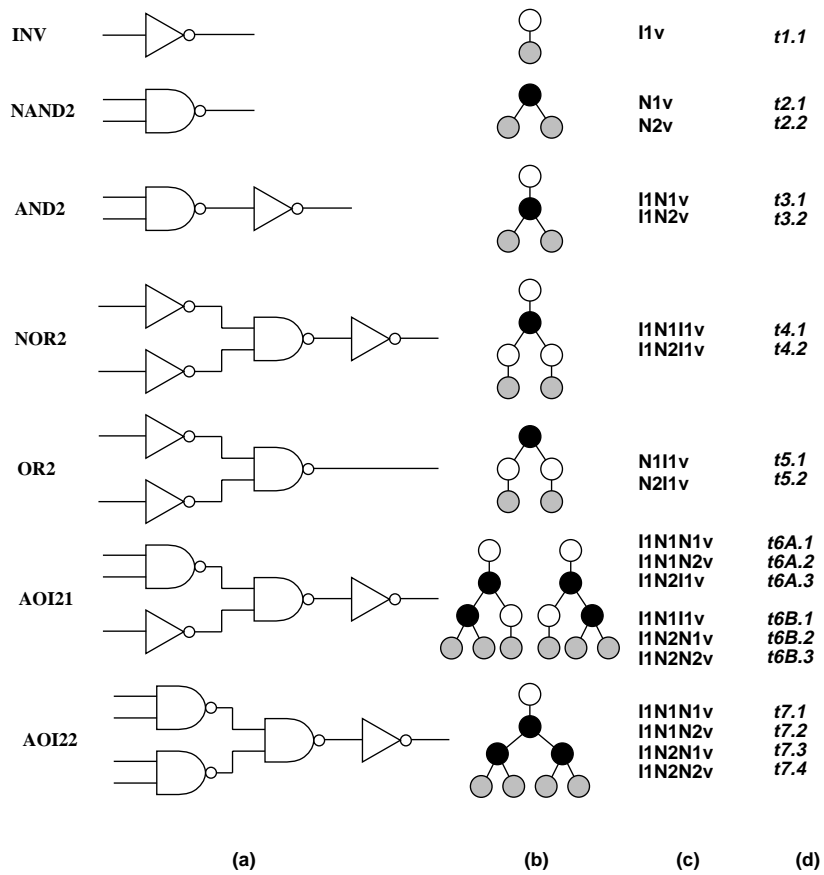 INV I1v t1.1
NAND2 N1v t2.1
N2v t2.2
AND2 I1N1v t3.1
I1N2v t3.2
NOR2 I1N1I1v t4.1
I1N2I1v t4.2
OR2 N1I1v t5.1
N2I1v t5.2
AOI21 I1N1N1v t6A.1
I1N1N2v t6A.2
I1N2I1v t6A.3
I1N1I1v t6B.1
I1N2N1v t6B.2
I1N2N2v t6B.3
AOI22 I1N1N1v t7.1
I1N1N2v t7.2
I1N2N1v t7.3
I1N2N2v t7.4
(a) (b) (c) (d)